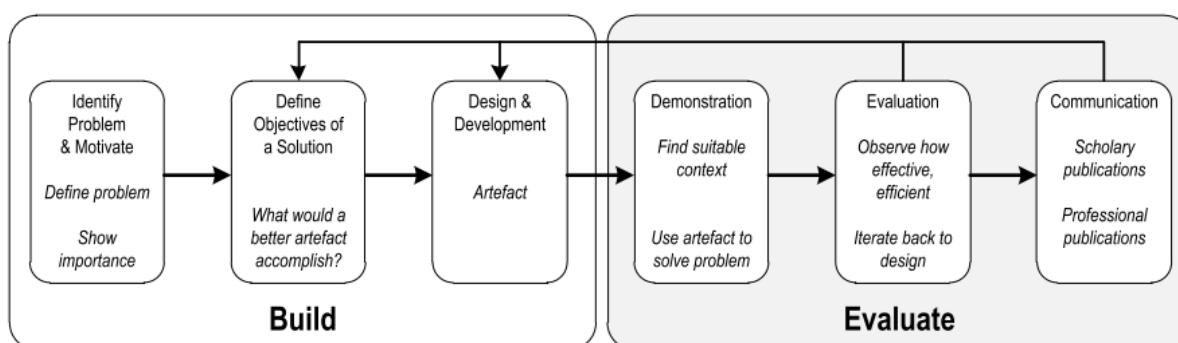 Identify
Problem
& Motivate
Define problem
Show
importance
Define
Objectives of
a Solution
What would a
better artefact
accomplish?
Design &
Development
Artefact
Build
Demonstration
Find suitable
context
Use artefact to
solve problem
Evaluation
Observe how
effective,
efficient
Iterate back to
design
Communication
Scholary
publications
Professional
publications
Evaluate